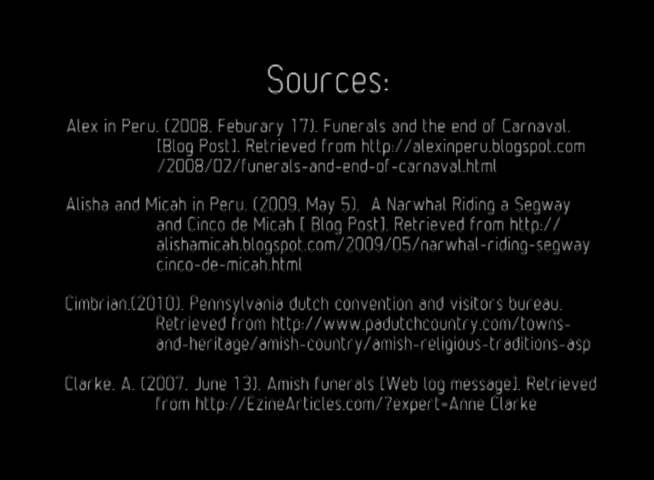 Sources:
Alex in Peru. (2008, Feburary 17). Funerals and the end of Carnaval.
[Blog Post]. Retrieved from http://alexinperu.blogspot.com
/2008/02/funerals-and-end-of-carnaval.html
Alisha and Micah in Peru. (2009, May 5). A Narwhal Riding a Segway
and Cinco de Micah [ Blog Post]. Retrieved from http://
alishamicah.blogspot.com/2009/05/narwhal-riding-segway
cinco-de-micah.html
Cimbrian.(2010). Pennsylvania dutch convention and visitors bureau.
Retrieved from http://www.padutchcountry.com/towns-
and-heritage/amish-country/amish-religious-traditions-asp
Clarke, A. (2007, June 13). Amish funerals [Web log message]. Retrieved
from http://EzineArticles.com/?expert=Anne Clarke